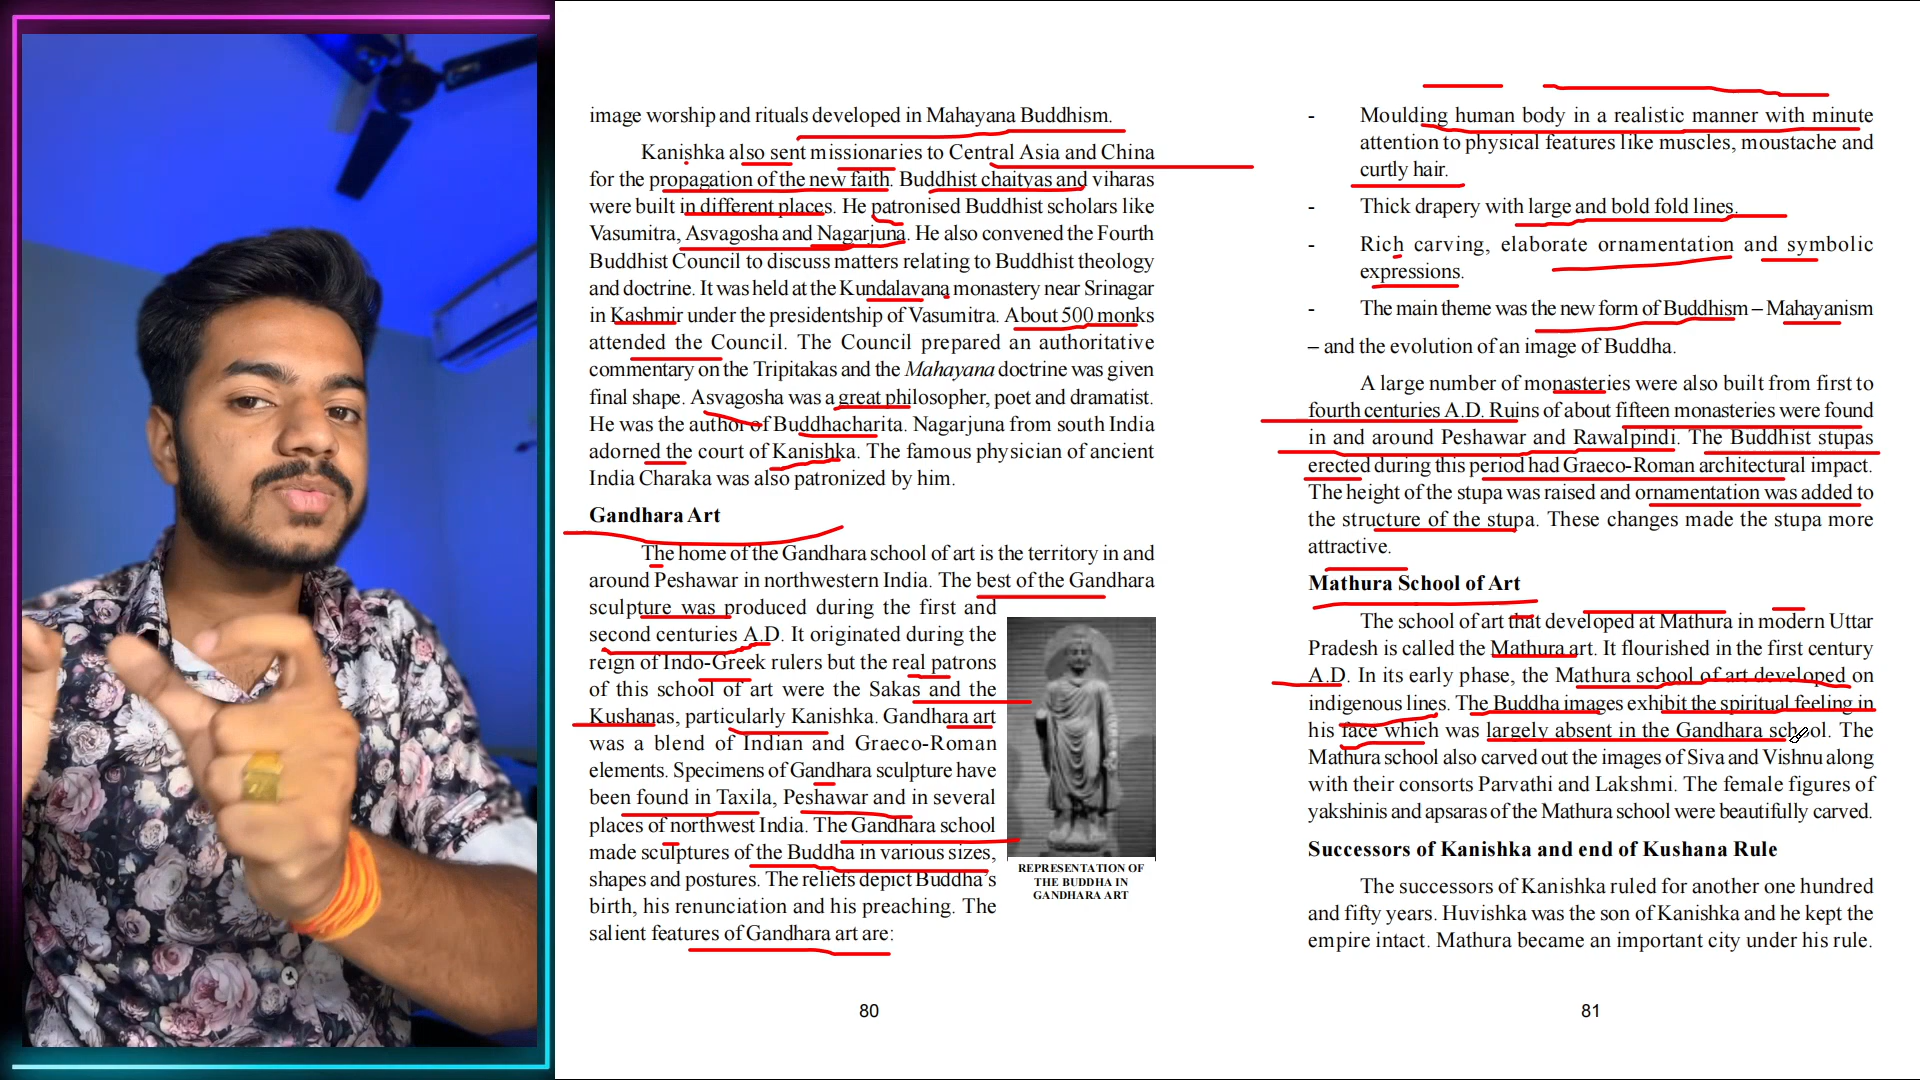 image worship and rituals developed in Mahayana Buddhism.
Kanishka also sent missionaries to Central Asia and China
for the propagation of the new faith. Buddhist chaityas and viharas
were built in different places. He patronised Buddhist scholars like
Vasumitra, Asvagosha and Nagarjuna. He also convened the Fourth
Buddhist Council to discuss matters relating to Buddhist theology
and doctrine. It was held at the Kundalavana monastery near Srinagar
in Kashmir under the presidentship of Vasumitra. About 500 monks
attended the Council. The Council prepared an authoritative
commentary on the Tripitakas and the Mahayana doctrine was given
final shape. Asvagosha was a great philosopher, poet and dramatist.
He was the author of Buddhacharita. Nagarjuna from south India
adorned the court of Kanishka. The famous physician of ancient
India Charaka was also patronized by him.
Gandhara Art
The home of the Gandhara school of art is the territory in and
around Peshawar in northwestern India. The best of the Gandhara
sculpture was produced during the first and
second centuries A.D. It originated during the
reign of Indo-Greek rulers but the real patrons
of this school of art were the Sakas and the
Kushanas, particularly Kanishka. Gandhara art
was a blend of Indian and Graeco-Roman
elements. Specimens of Gandhara sculpture have
been found in Taxila, Peshawar and in several
places of northwest India. The Gandhara school
made sculptures of the Buddha in various sizes,
shapes and postures. The reliefs depict Buddha's
birth, his renunciation and his preaching. The
salient features of Gandhara art are:
REPRESENTATION OF
THE BUDDHA IN
GANDHARA ART
80
- Moulding human body in a realistic manner with minute
attention to physical features like muscles, moustache and
curtly hair.
- Thick drapery with large and bold fold lines.
- Rich carving, elaborate ornamentation and symbolic
expressions.
- The main theme was the new form of Buddhism – Mahayanism
– and the evolution of an image of Buddha.
A large number of monasteries were also built from first to
fourth centuries A.D. Ruins of about fifteen monasteries were found
in and around Peshawar and Rawalpindi. The Buddhist stupas
erected during this period had Graeco-Roman architectural impact.
The height of the stupa was raised and ornamentation was added to
the structure of the stupa. These changes made the stupa more
attractive.
Mathura School of Art
The school of art that developed at Mathura in modern Uttar
Pradesh is called the Mathura art. It flourished in the first century
A.D. In its early phase, the Mathura school of art developed on
indigenous lines. The Buddha images exhibit the spiritual feeling in
his face which was largely absent in the Gandhara school. The
Mathura school also carved out the images of Siva and Vishnu along
with their consorts Parvathi and Lakshmi. The female figures of
yakshinis and apsaras of the Mathura school were beautifully carved.
Successors of Kanishka and end of Kushana Rule
The successors of Kanishka ruled for another one hundred
and fifty years. Huvishka was the son of Kanishka and he kept the
empire intact. Mathura became an important city under his rule.
81